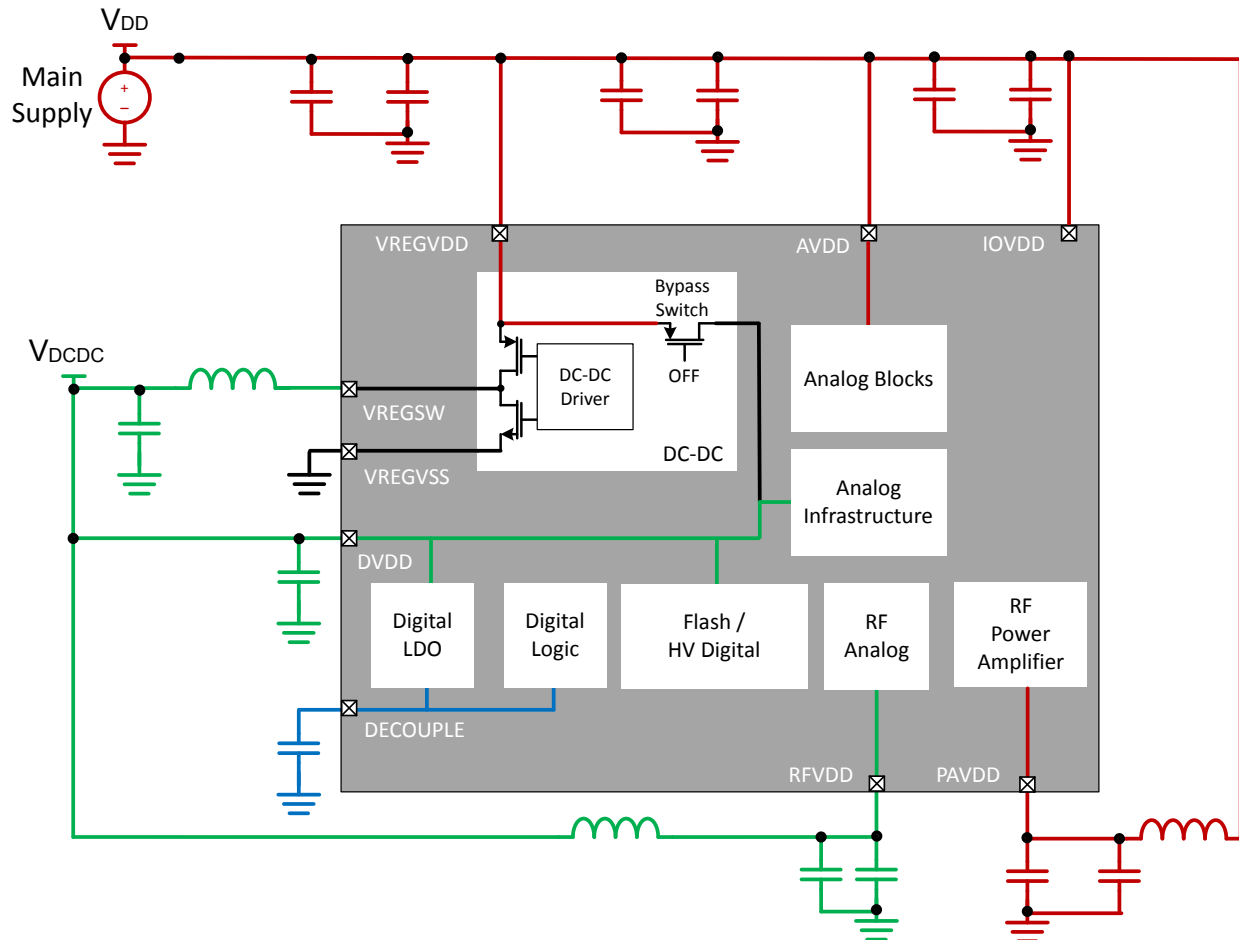 VDD
Main
Supply
+
–
VREGVDD
AVDD
IOVDD
Bypass
Switch
OFF
DC-DC
Driver
DC-DC
Analog Blocks
VDCDC
VREGSW
VREGVSS
Analog
Infrastructure
DVDD
Digital
LDO
Digital
Logic
Flash /
HV Digital
RF
Analog
RF
Power
Amplifier
DECOUPLE
RFVDD
PAVDD